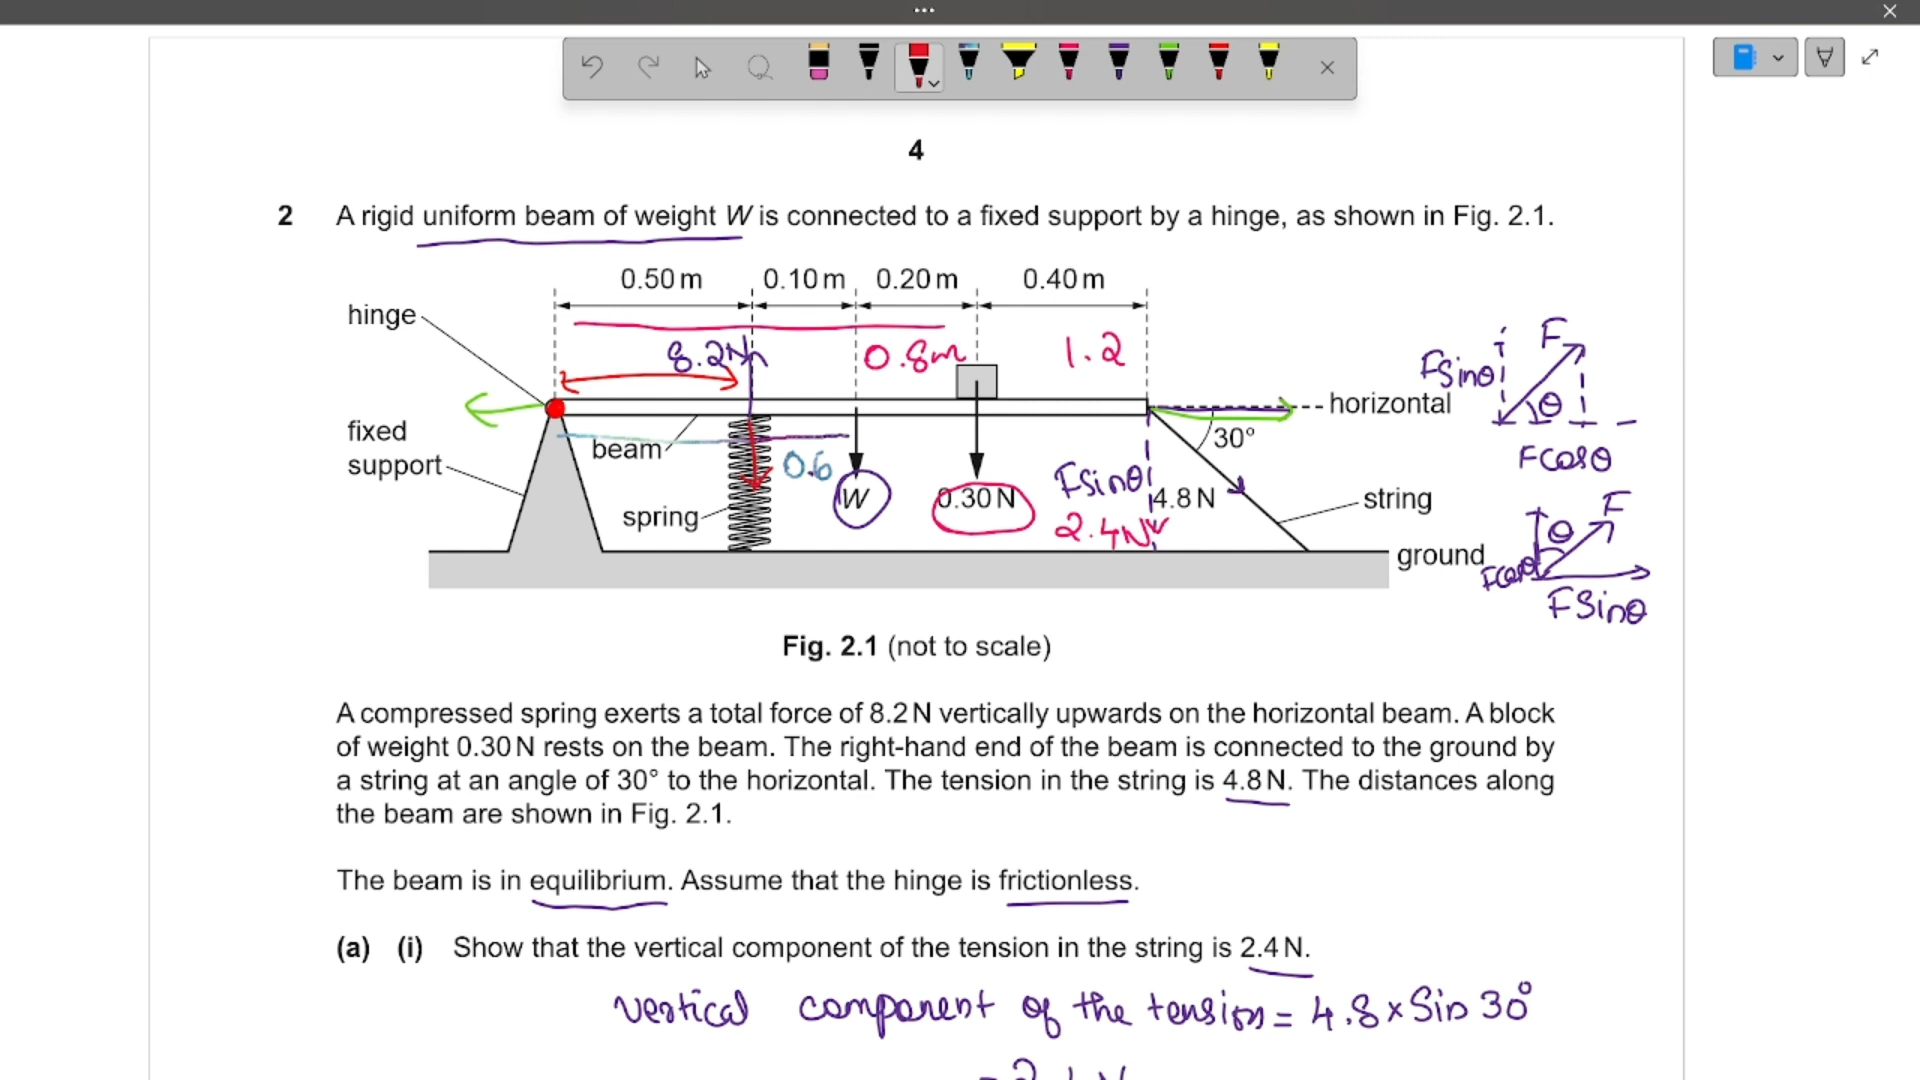 4
2 A rigid uniform beam of weight W is connected to a fixed support by a hinge, as shown in Fig. 2.1.
0.50 m 0.10 m 0.20 m 0.40 m
hinge
8.2N 0.8m 1.2
F
Fsinθ
θ
horizontal
fixed
support
beam
30°
Fcosθ
0.6
W
0.30 N
Fsinθ
4.8 N
string
spring
2.4N
F
θ
ground
Fcosθ
Fsinθ
Fig. 2.1 (not to scale)
A compressed spring exerts a total force of 8.2 N vertically upwards on the horizontal beam. A block
of weight 0.30 N rests on the beam. The right-hand end of the beam is connected to the ground by
a string at an angle of 30° to the horizontal. The tension in the string is 4.8 N. The distances along
the beam are shown in Fig. 2.1.
The beam is in equilibrium. Assume that the hinge is frictionless.
(a) (i) Show that the vertical component of the tension in the string is 2.4 N.
vertical component of the tension = 4.8 × Sin 30°